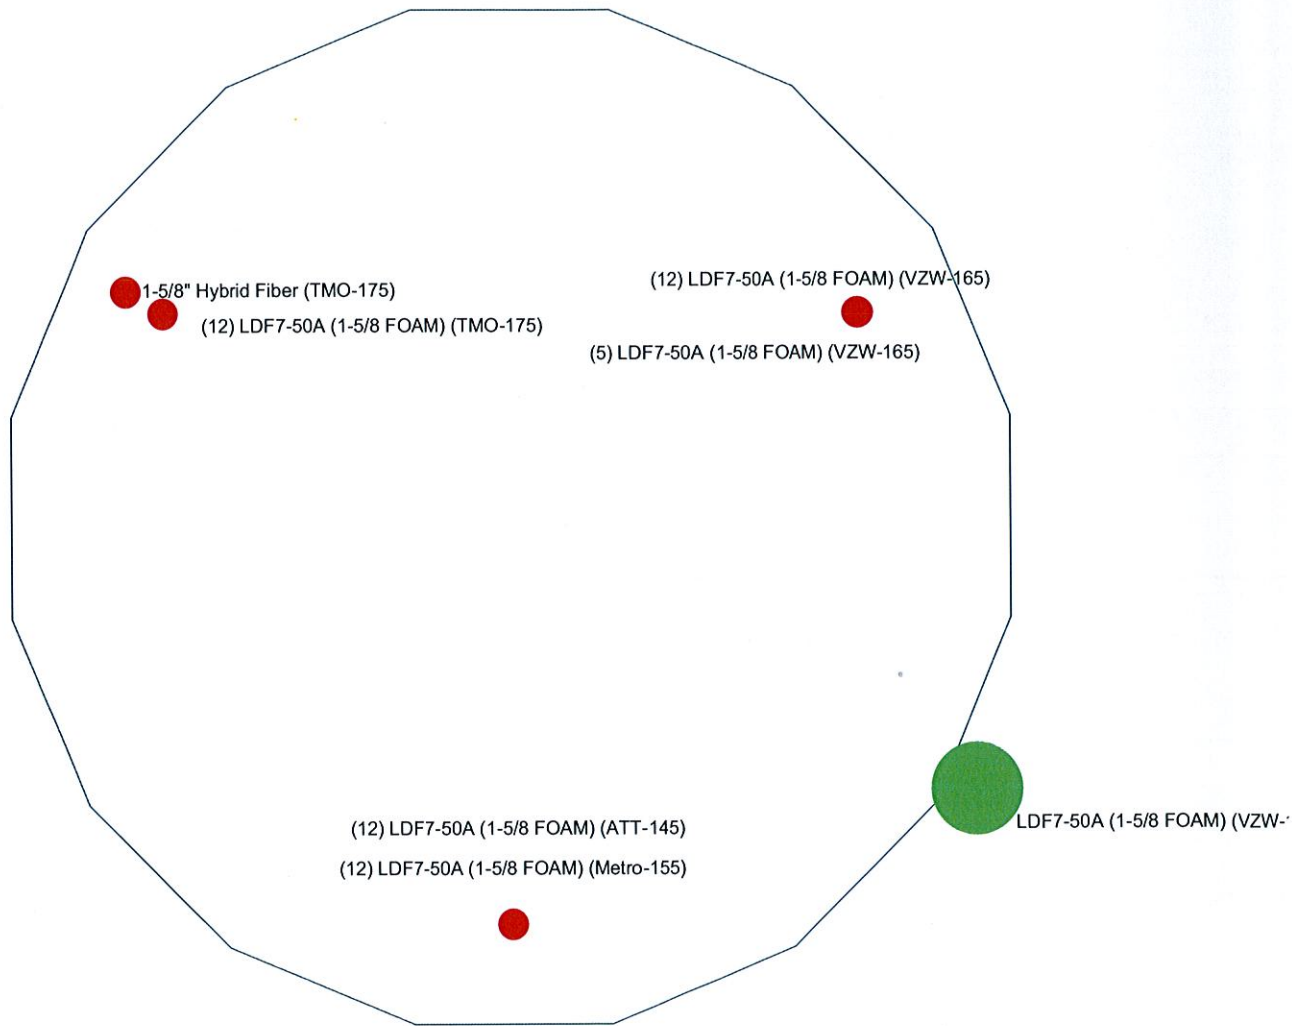 (12) LDF7-50A (1-5/8 FOAM) (VZW-165)
1-5/8" Hybrid Fiber (TMO-175)
(12) LDF7-50A (1-5/8 FOAM) (TMO-175)
(5) LDF7-50A (1-5/8 FOAM) (VZW-165)
LDF7-50A (1-5/8 FOAM) (VZW-
(12) LDF7-50A (1-5/8 FOAM) (ATT-145)
(12) LDF7-50A (1-5/8 FOAM) (Metro-155)